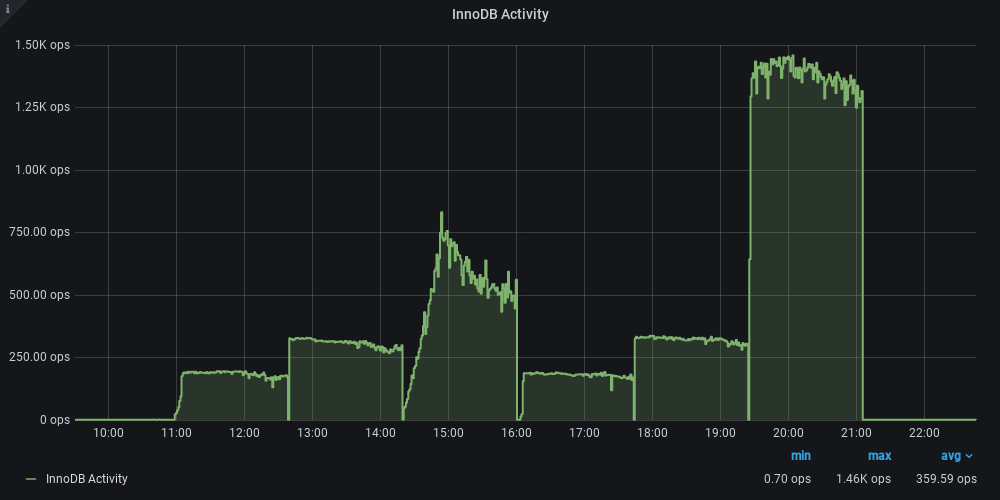 i
InnoDB Activity
1.50K ops
1.25K ops
1.00K ops
750.00 ops
500.00 ops
250.00 ops
0 ops
10:00 11:00 12:00 13:00 14:00 15:00 16:00 17:00 18:00 19:00 20:00 21:00 22:00
min max avg
InnoDB Activity 0.70 ops 1.46K ops 359.59 ops